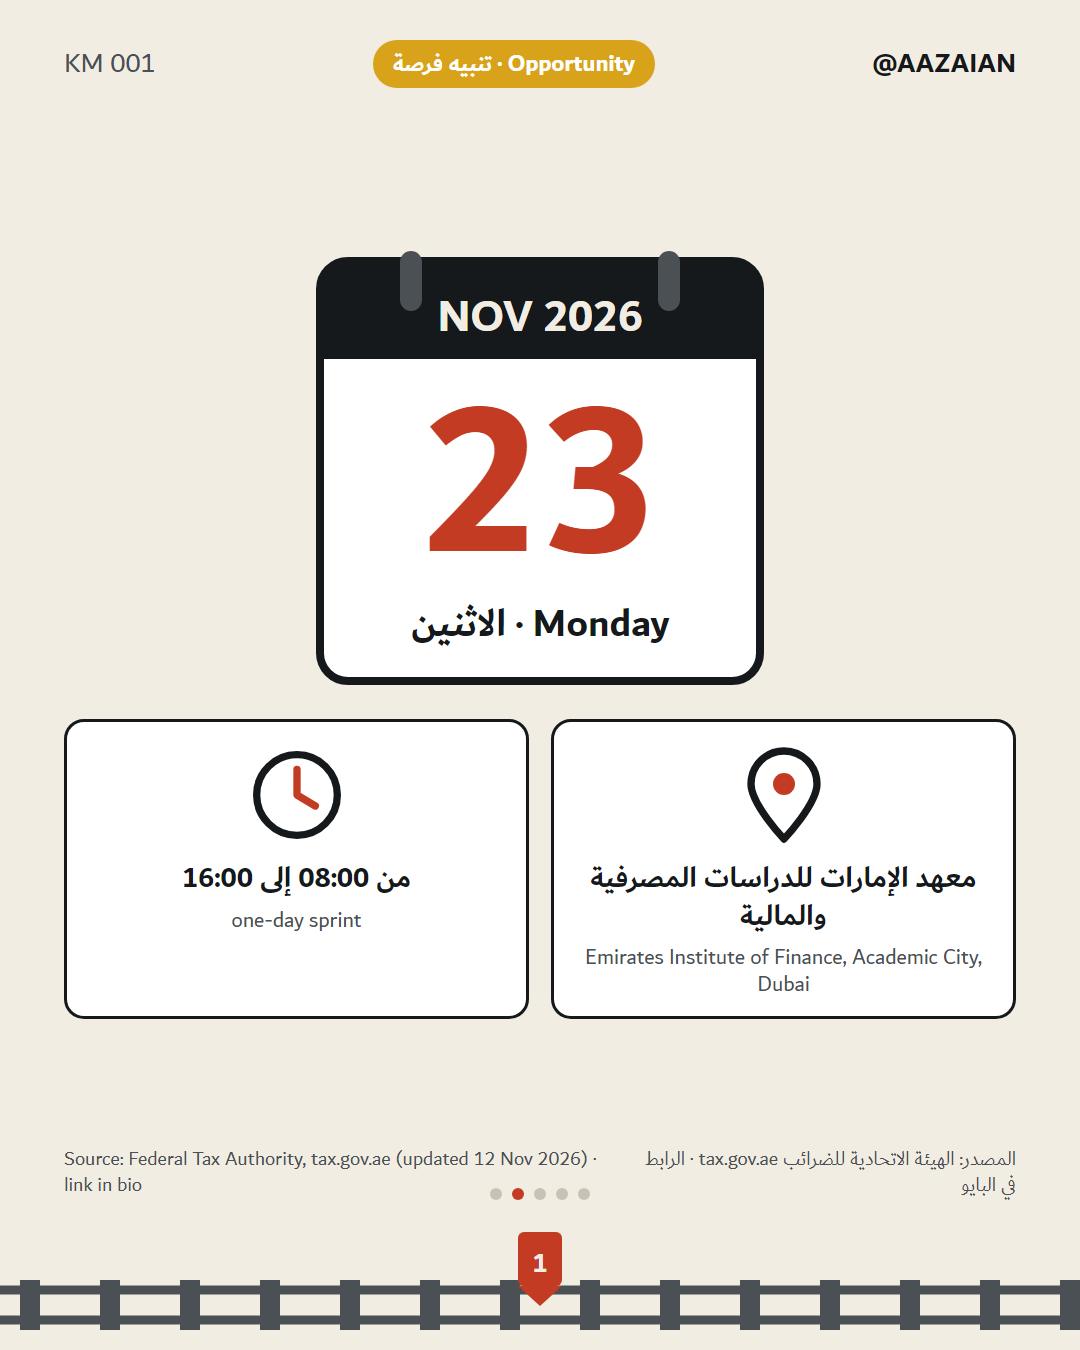 KM 001
تنبيه فرصة · Opportunity
@AAZAIAN
NOV 2026
23
الاثنين · Monday
من 08:00 إلى 16:00
one-day sprint
معهد الإمارات للدراسات المصرفية
والمالية
Emirates Institute of Finance, Academic City,
Dubai
Source: Federal Tax Authority, tax.gov.ae (updated 12 Nov 2026) ·
link in bio
المصدر: الهيئة الاتحادية للضرائب tax.gov.ae · الرابط
في البايو
1